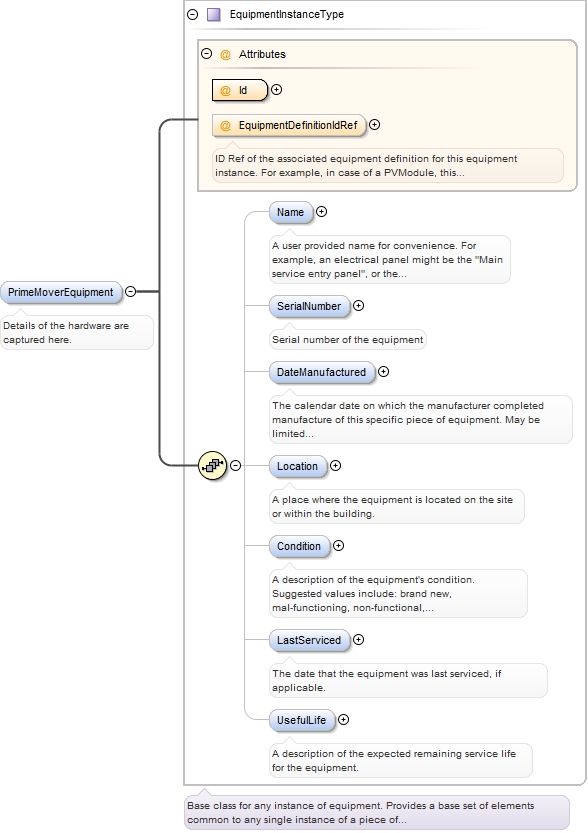 EquipmentInstanceType
@ Attributes
@ Id
@ EquipmentDefinitionIdRef
ID Ref of the associated equipment definition for this equipment
instance. For example, in case of a PVModule, this...
Name
A user provided name for convenience. For
example, an electrical panel might be the "Main
service entry panel", or the...
PrimeMoverEquipment
Details of the hardware are
captured here.
SerialNumber
Serial number of the equipment
DateManufactured
The calendar date on which the manufacturer completed
manufacture of this specific piece of equipment. May be
limited...
Location
A place where the equipment is located on the site
or within the building.
Condition
A description of the equipment's condition.
Suggested values include: brand new,
mal-functioning, non-functional,...
LastServiced
The date that the equipment was last serviced, if
applicable.
UsefulLife
A description of the expected remaining service life
for the equipment.
Base class for any instance of equipment. Provides a base set of elements
common to any single instance of a piece of...